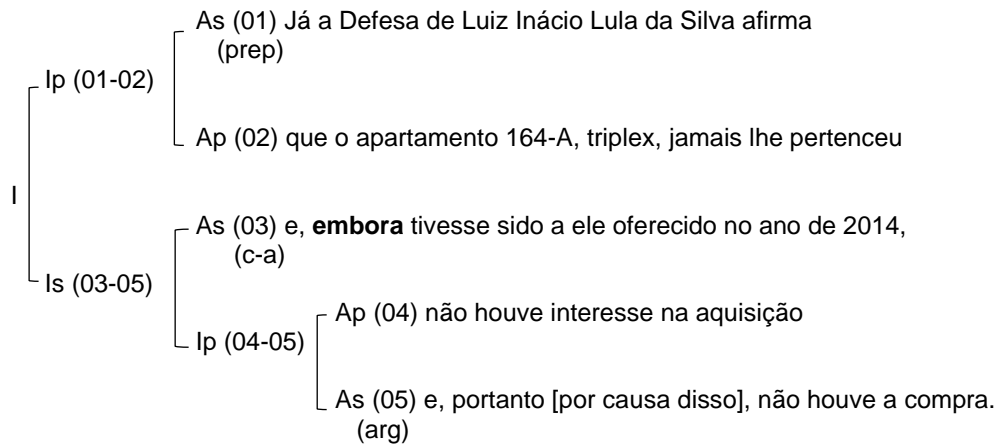 As (01) Já a Defesa de Luiz Inácio Lula da Silva afirma
(prep)
Ip (01-02)
Ap (02) que o apartamento 164-A, triplex, jamais lhe pertenceu
I
As (03) e, embora tivesse sido a ele oferecido no ano de 2014,
(c-a)
Is (03-05)
Ap (04) não houve interesse na aquisição
Ip (04-05)
As (05) e, portanto [por causa disso], não houve a compra.
(arg)